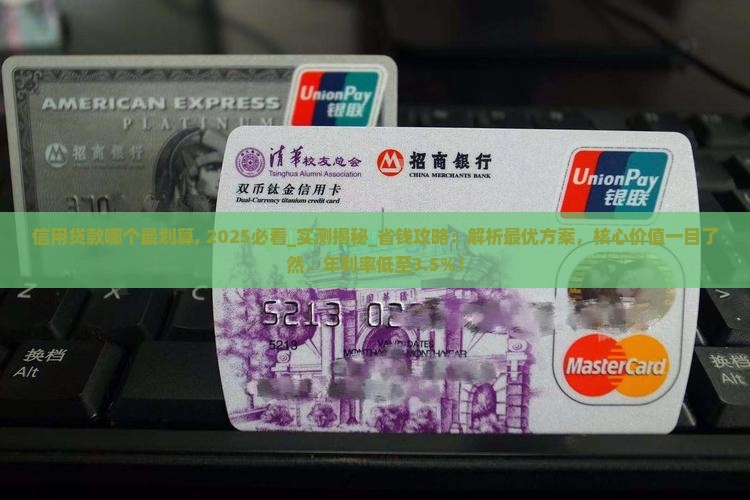 AMERICAN EXPRESS
PLATINUM
招商银行
UnionPay
银联
清华校友总会
Tsinghua Alumni Association
招商银行
CHINA MERCHANTS BANK
双币钛金信用卡
Dual-Currency titanium credit card
UnionPay
银联
信用贷款哪个最划算, 2025必看_实测揭秘_省钱攻略：解析最优方案，核心价值一目了
然，年利率低至3.5%！
5213 02
5213
VALID DATES
MONTH/YEAR
MasterCard
换档
Alt
换档
Alt